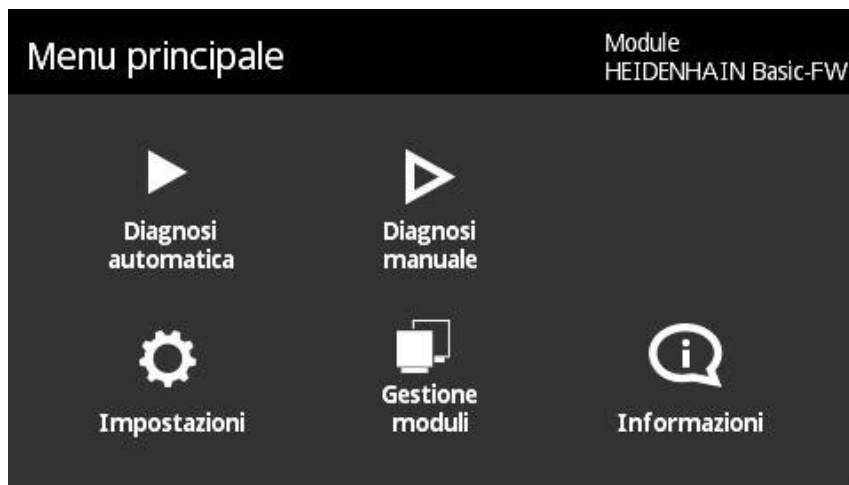 Menu principale
Module
HEIDENHAIN Basic-FW
Diagnosi
automatica
Diagnosi
manuale
Impostazioni
Gestione
moduli
Informazioni